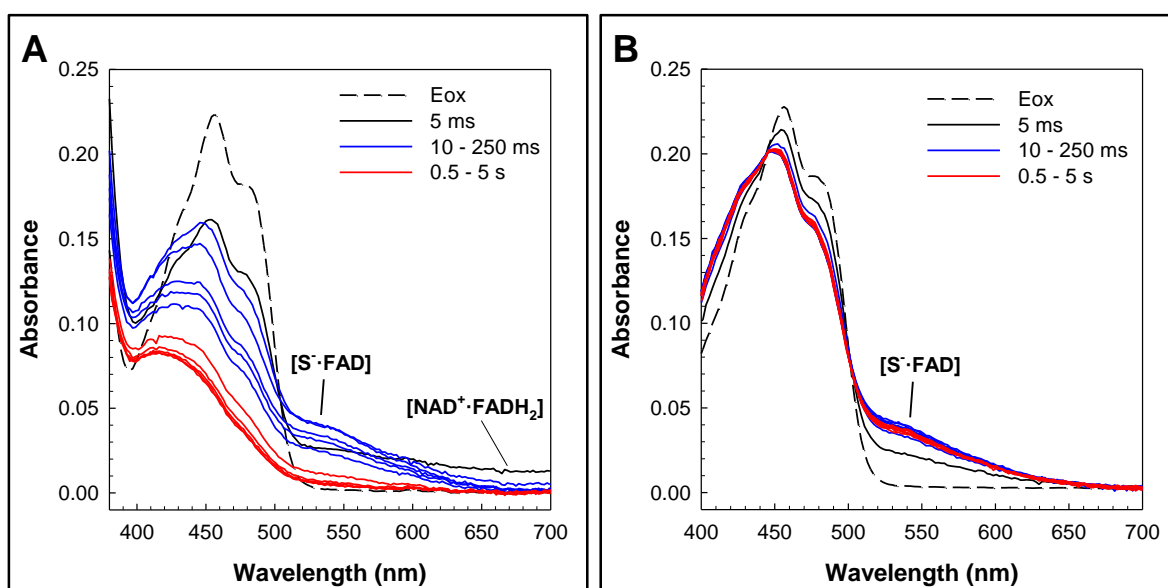 A
0.25
0.20
0.15
0.10
0.05
0.00
Absorbance
Eox
5 ms
10 - 250 ms
0.5 - 5 s
[S⁻·FAD]
[NAD⁺·FADH₂]
400 450 500 550 600 650 700
Wavelength (nm)
B
0.25
0.20
0.15
0.10
0.05
0.00
Absorbance
Eox
5 ms
10 - 250 ms
0.5 - 5 s
[S⁻·FAD]
400 450 500 550 600 650 700
Wavelength (nm)